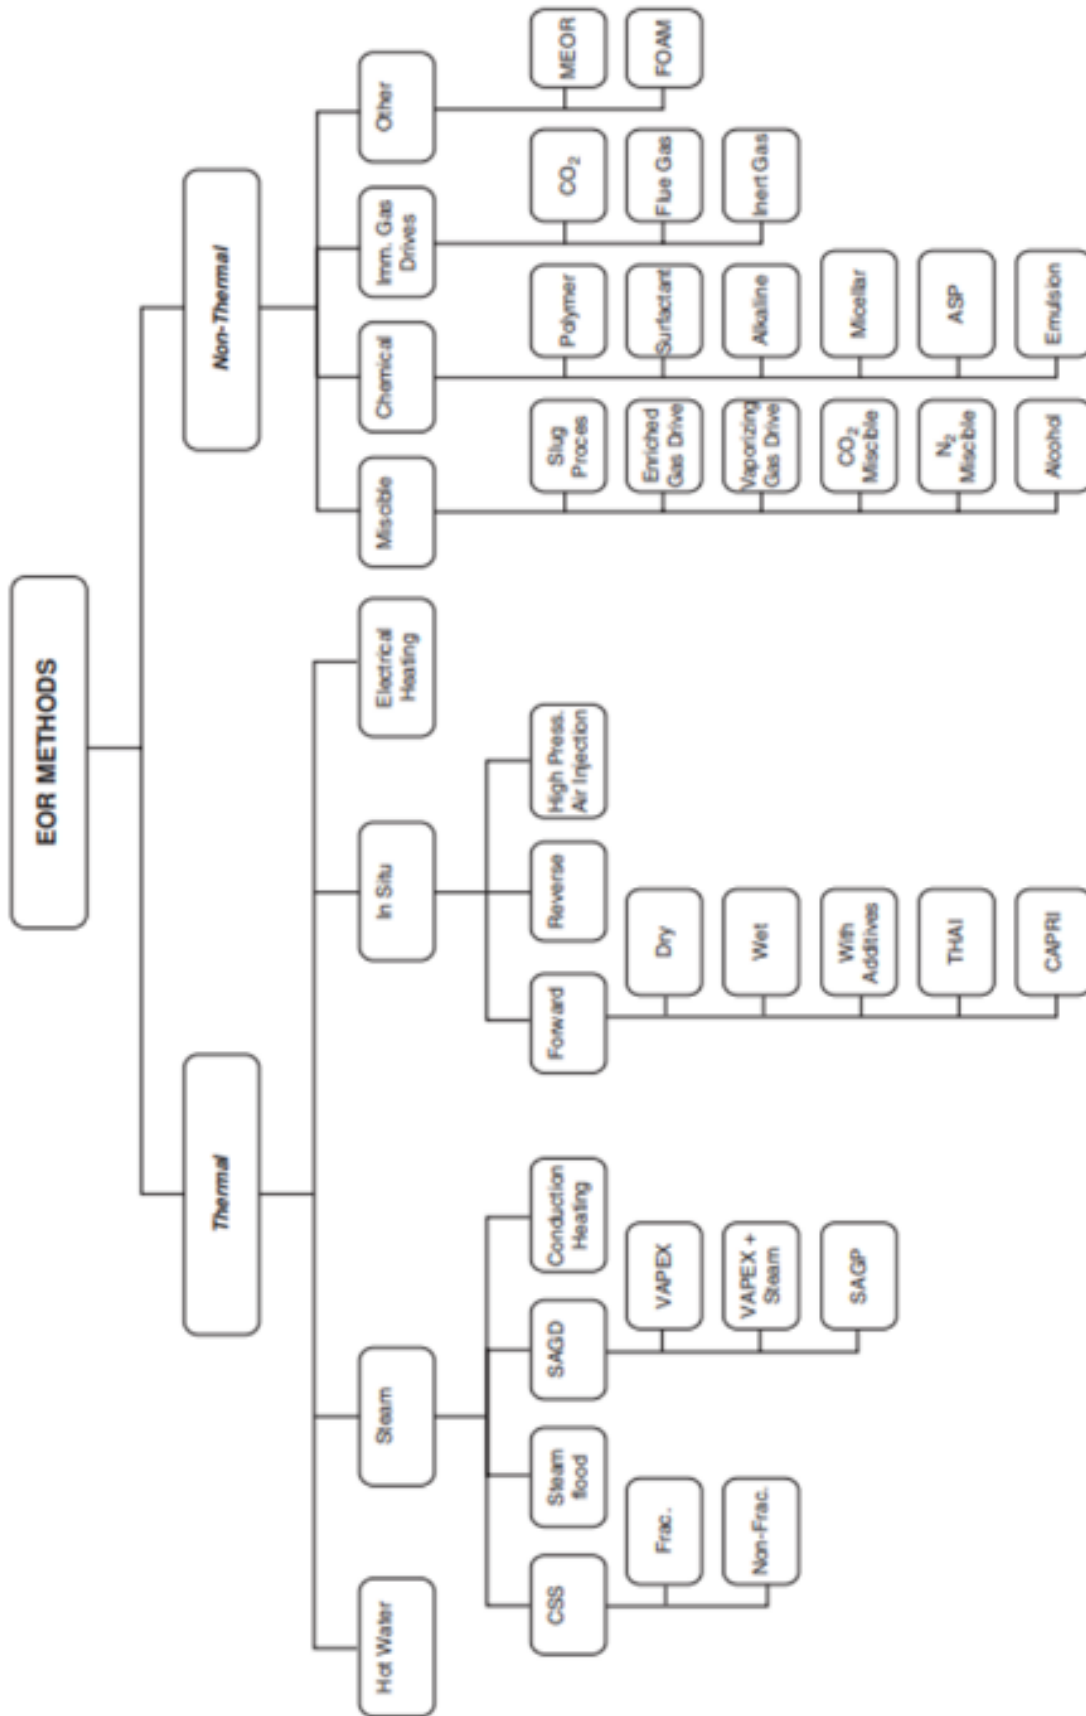 EOR METHODS
Thermal
Non-Thermal
Hot Water
Steam
In Situ
Electrical
Heating
Miscible
Chemical
Imm. Gas
Drives
Other
CSS
Steam
flood
SAGD
Conduction
Heating
Forward
Reverse
High Press.
Air Injection
Frac.
Non-Frac.
VAPEX
VAPEX +
Steam
SAGP
Dry
Wet
With
Additives
THAI
CAPRI
Slug
Proces
Enriched
Gas Drive
Vaporizing
Gas Drive
CO₂
Miscible
N₂
Miscible
Alcohol
Polymer
Surfactant
Alkaline
Micellar
ASP
Emulsion
CO₂
Flue Gas
Inert Gas
MEOR
FOAM